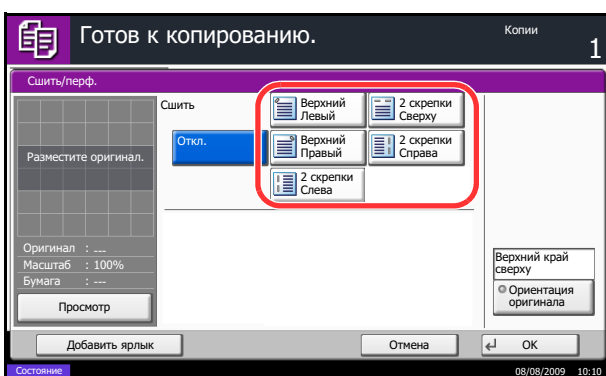 Готов к копированию.
Копии
1
Сшить/перф.
Сшить
Откл.
Верхний
Левый
2 скрепки
Сверху
Верхний
Правый
2 скрепки
Справа
2 скрепки
Слева
Разместите оригинал.
Оригинал : ---
Масштаб : 100%
Бумага : ---
Просмотр
Верхний край
сверху
Ориентация
оригинала
Добавить ярлык
Отмена
OK
Состояние
08/08/2009 10:10